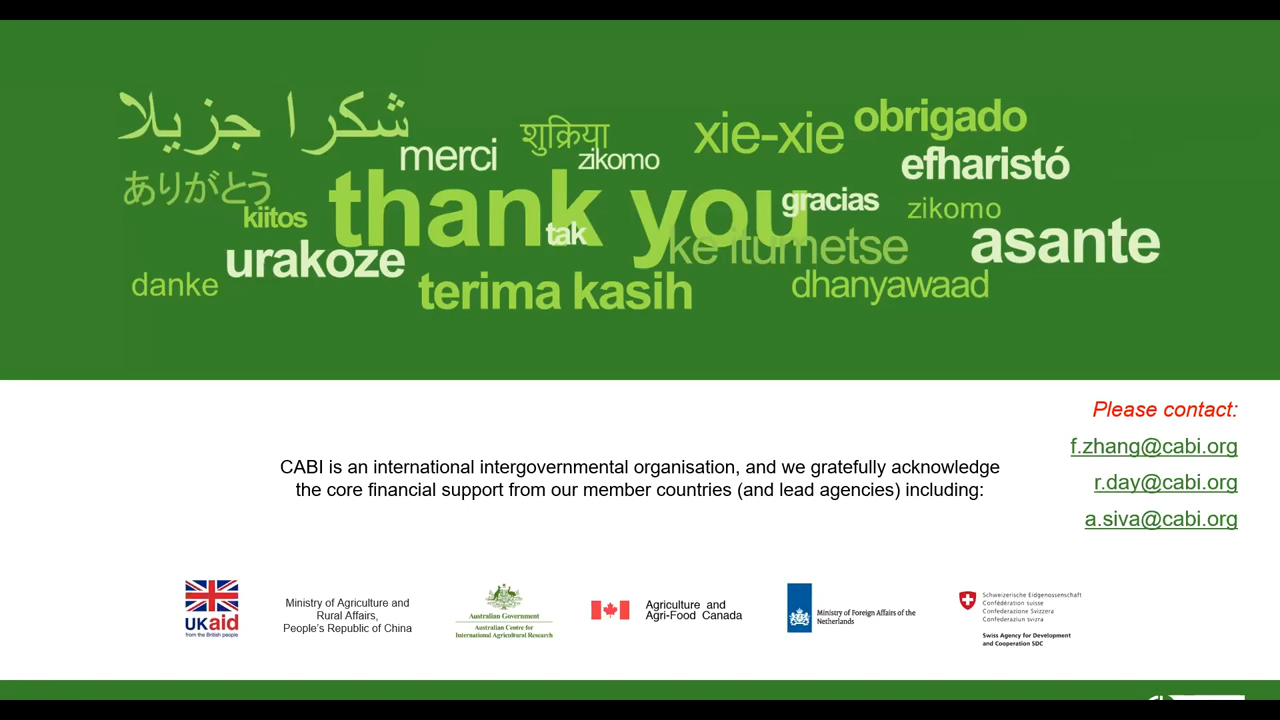 شكرا جزيلا
merci
शुक्रिया
zikomo
xie-xie
obrigado
efharistó
ありがとう
kiitos
thank you
tak
gracias
zikomo
ke itumetse
asante
urakoze
danke
terima kasih
dhanyawaad
Please contact:
f.zhang@cabi.org
r.day@cabi.org
a.siva@cabi.org
CABI is an international intergovernmental organisation, and we gratefully acknowledge
the core financial support from our member countries (and lead agencies) including:
UKaid
from the British people
Ministry of Agriculture and
Rural Affairs,
People's Republic of China
Australian Government
Australian Centre for
International Agricultural Research
Agriculture and
Agri-Food Canada
Ministry of Foreign Affairs of the
Netherlands
Schweizerische Eidgenossenschaft
Confédération suisse
Confederazione Svizzera
Confederaziun svizra
Swiss Agency for Development
and Cooperation SDC